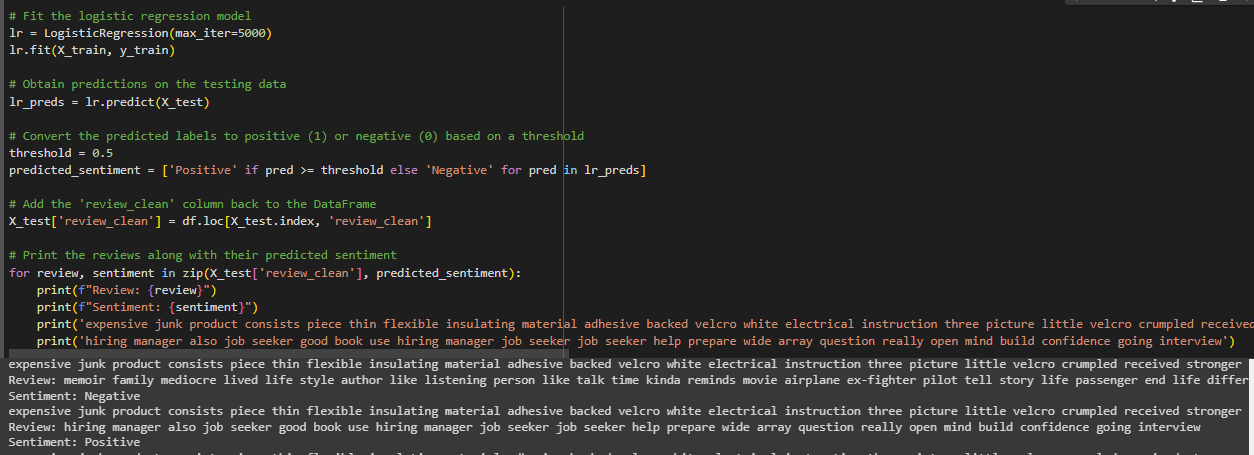 # Fit the logistic regression model
lr = LogisticRegression(max_iter=5000)
lr.fit(X_train, y_train)
# Obtain predictions on the testing data
lr_preds = lr.predict(X_test)
# Convert the predicted labels to positive (1) or negative (0) based on a threshold
threshold = 0.5
predicted_sentiment = ['Positive' if pred >= threshold else 'Negative' for pred in lr_preds]
# Add the 'review_clean' column back to the DataFrame
X_test['review_clean'] = df.loc[X_test.index, 'review_clean']
# Print the reviews along with their predicted sentiment
for review, sentiment in zip(X_test['review_clean'], predicted_sentiment):
    print(f"Review: {review}")
    print(f"Sentiment: {sentiment}")
    print('expensive junk product consists piece thin flexible insulating material adhesive backed velcro white electrical instruction three picture little velcro crumpled received
    print('hiring manager also job seeker good book use hiring manager job seeker job seeker help prepare wide array question really open mind build confidence going interview')
expensive junk product consists piece thin flexible insulating material adhesive backed velcro white electrical instruction three picture little velcro crumpled received stronger
Review: memoir family mediocre lived life style author like listening person like talk time kinda reminds movie airplane ex-fighter pilot tell story life passenger end life differ
Sentiment: Negative
expensive junk product consists piece thin flexible insulating material adhesive backed velcro white electrical instruction three picture little velcro crumpled received stronger
Review: hiring manager also job seeker good book use hiring manager job seeker job seeker help prepare wide array question really open mind build confidence going interview
Sentiment: Positive